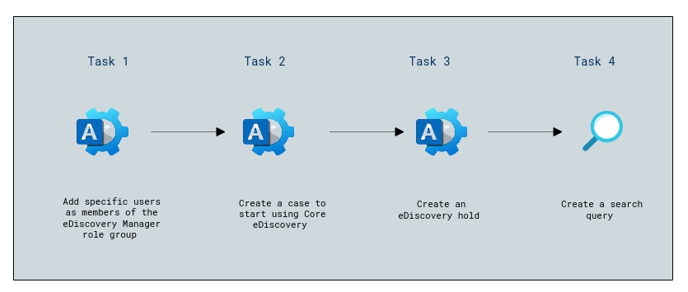 Task 1
Task 2
Task 3
Task 4
A
A
A
Add specific users
as members of the
eDiscovery Manager
role group
Create a case to
start using Core
eDiscovery
Create an
eDiscovery hold
Create a search
query